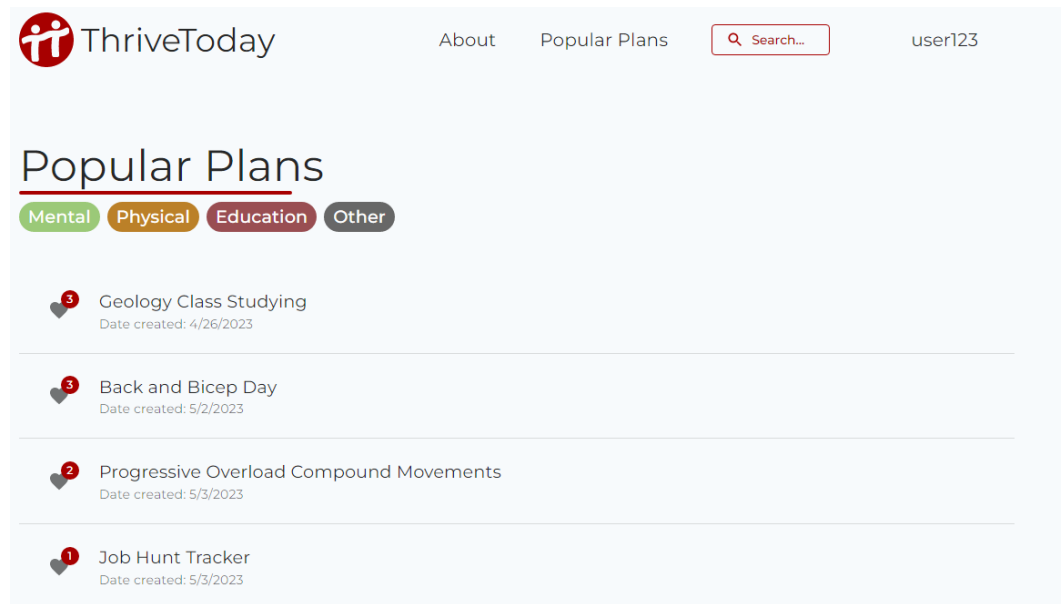 ThriveToday About Popular Plans Search... user123
Popular Plans
Mental Physical Education Other
3 Geology Class Studying
Date created: 4/26/2023
3 Back and Bicep Day
Date created: 5/2/2023
2 Progressive Overload Compound Movements
Date created: 5/3/2023
1 Job Hunt Tracker
Date created: 5/3/2023